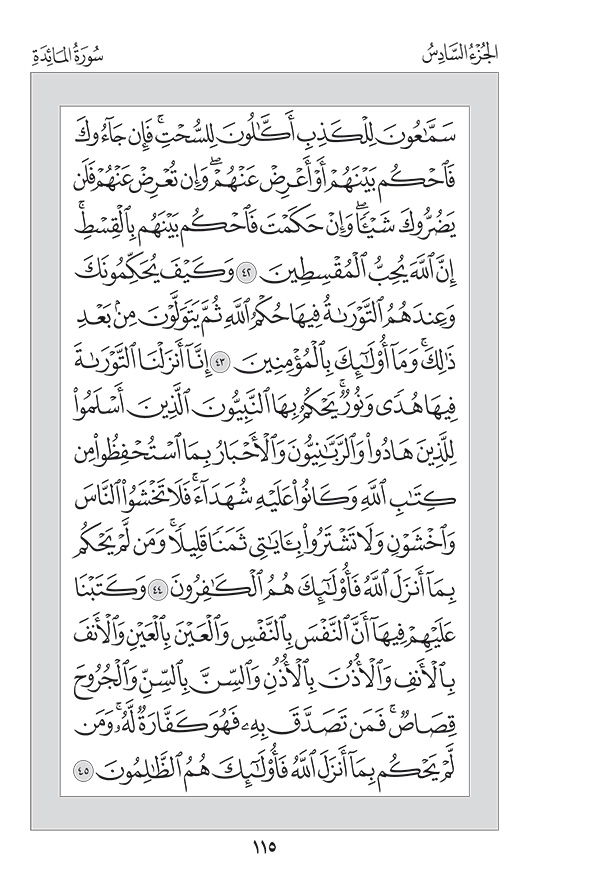 الجُزْءُ السَّادِسُ
سُورَةُ المَائِدَةِ
سَمَّٰعُونَ لِلْكَذِبِ أَكَّٰلُونَ لِلسُّحْتِۚ فَإِن جَآءُوكَ
فَٱحْكُم بَيْنَهُمْ أَوْ أَعْرِضْ عَنْهُمْۖ وَإِن تُعْرِضْ عَنْهُمْ فَلَن
يَضُرُّوكَ شَيْـًٔاۖ وَإِنْ حَكَمْتَ فَٱحْكُم بَيْنَهُم بِٱلْقِسْطِۚ
إِنَّ ٱللَّهَ يُحِبُّ ٱلْمُقْسِطِينَ ٤٢ وَكَيْفَ يُحَكِّمُونَكَ
وَعِندَهُمُ ٱلتَّوْرَىٰةُ فِيهَا حُكْمُ ٱللَّهِ ثُمَّ يَتَوَلَّوْنَ مِنۢ بَعْدِ
ذَٰلِكَۚ وَمَآ أُو۟لَٰٓئِكَ بِٱلْمُؤْمِنِينَ ٤٣ إِنَّآ أَنزَلْنَا ٱلتَّوْرَىٰةَ
فِيهَا هُدًى وَنُورٌۚ يَحْكُمُ بِهَا ٱلنَّبِيُّونَ ٱلَّذِينَ أَسْلَمُوا۟
لِلَّذِينَ هَادُوا۟ وَٱلرَّبَّٰنِيُّونَ وَٱلْأَحْبَارُ بِمَا ٱسْتُحْفِظُوا۟ مِن
كِتَٰبِ ٱللَّهِ وَكَانُوا۟ عَلَيْهِ شُهَدَآءَۚ فَلَا تَخْشَوُا۟ ٱلنَّاسَ
وَٱخْشَوْنِ وَلَا تَشْتَرُوا۟ بِـَٔايَٰتِى ثَمَنًا قَلِيلًاۚ وَمَن لَّمْ يَحْكُم
بِمَآ أَنزَلَ ٱللَّهُ فَأُو۟لَٰٓئِكَ هُمُ ٱلْكَٰفِرُونَ ٤٤ وَكَتَبْنَا
عَلَيْهِمْ فِيهَآ أَنَّ ٱلنَّفْسَ بِٱلنَّفْسِ وَٱلْعَيْنَ بِٱلْعَيْنِ وَٱلْأَنفَ
بِٱلْأَنفِ وَٱلْأُذُنَ بِٱلْأُذُنِ وَٱلسِّنَّ بِٱلسِّنِّ وَٱلْجُرُوحَ
قِصَاصٌۚ فَمَن تَصَدَّقَ بِهِۦ فَهُوَ كَفَّارَةٌ لَّهُۥۚ وَمَن
لَّمْ يَحْكُم بِمَآ أَنزَلَ ٱللَّهُ فَأُو۟لَٰٓئِكَ هُمُ ٱلظَّٰلِمُونَ ٤٥
١١٥